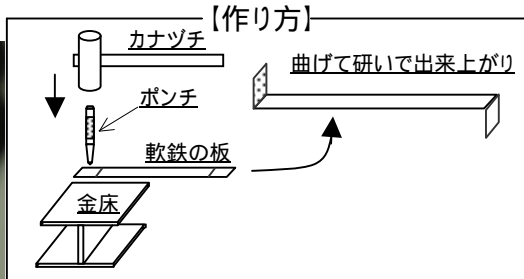 【作り方】
カナヅチ
曲げて研いで出来上がり
ポンチ
軟鉄の板
金床